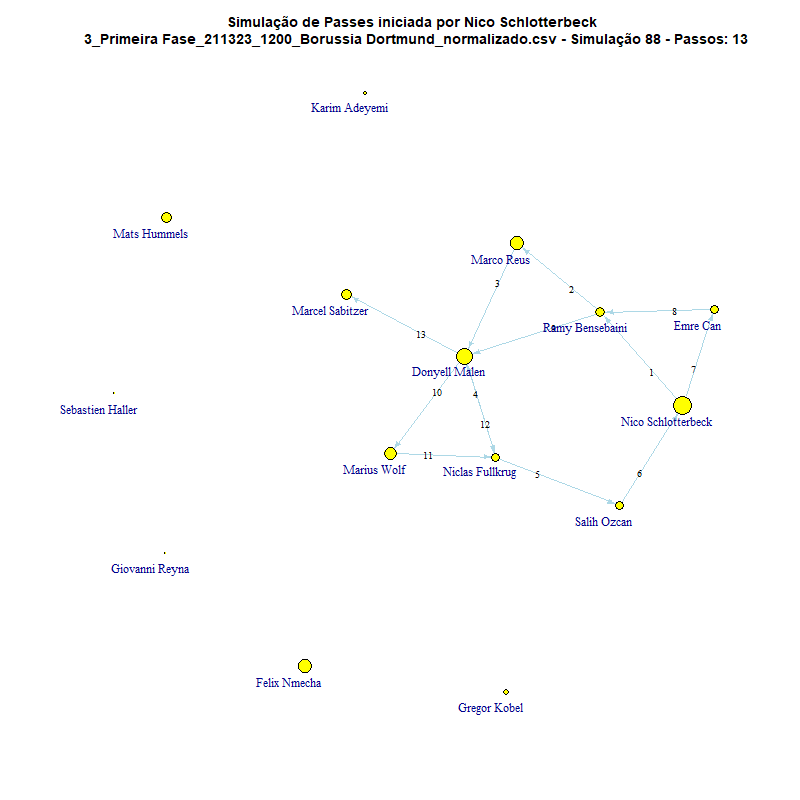 Simulação de Passes iniciada por Nico Schlotterbeck
3_Primeira Fase_211323_1200_Borussia Dortmund_normalizado.csv - Simulação 88 - Passos: 13
Karim Adeyemi
Mats Hummels
Marco Reus
3
2
Marcel Sabitzer
8
Ramy Bensebaini
Emre Can
13
9
Donyell Malen
7
1
10
4
Sebastien Haller
Nico Schlotterbeck
12
11
Marius Wolf
Niclas Fullkrug
5
6
Salih Ozcan
Giovanni Reyna
Felix Nmecha
Gregor Kobel